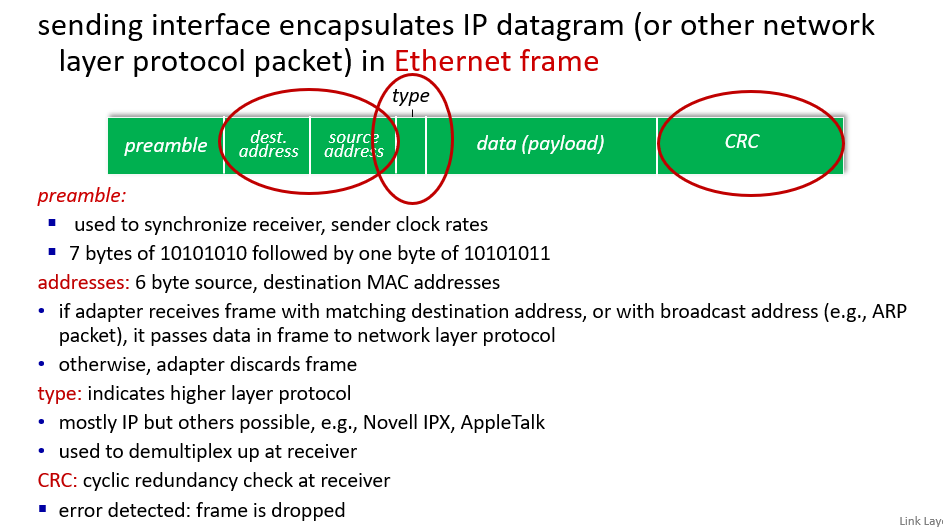 sending interface encapsulates IP datagram (or other network
layer protocol packet) in Ethernet frame
type
preamble
dest.
address
source
address
data (payload)
CRC
preamble:
▪ used to synchronize receiver, sender clock rates
▪ 7 bytes of 10101010 followed by one byte of 10101011
addresses: 6 byte source, destination MAC addresses
• if adapter receives frame with matching destination address, or with broadcast address (e.g., ARP
packet), it passes data in frame to network layer protocol
• otherwise, adapter discards frame
type: indicates higher layer protocol
• mostly IP but others possible, e.g., Novell IPX, AppleTalk
• used to demultiplex up at receiver
CRC: cyclic redundancy check at receiver
▪ error detected: frame is dropped
Link Laye